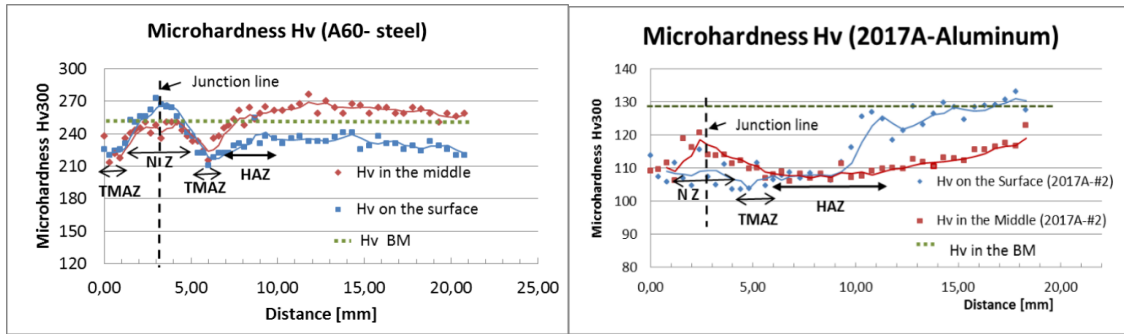 Microhardness Hv (A60- steel)
Microhardness Hv300
300
270
240
210
180
150
120
Junction line
N Z
TMAZ
TMAZ
HAZ
Hv in the middle
Hv on the surface
Hv BM
0,00 5,00 10,00 15,00 20,00 25,00
Distance [mm]
Microhardness Hv (2017A-Aluminum)
Microhardness Hv300
140
130
120
110
100
90
80
Junction line
N Z
TMAZ
HAZ
Hv on the Surface (2017A-#2)
Hv in the Middle (2017A-#2)
Hv in the BM
0,00 5,00 10,00 15,00 20,00
Distance [mm]